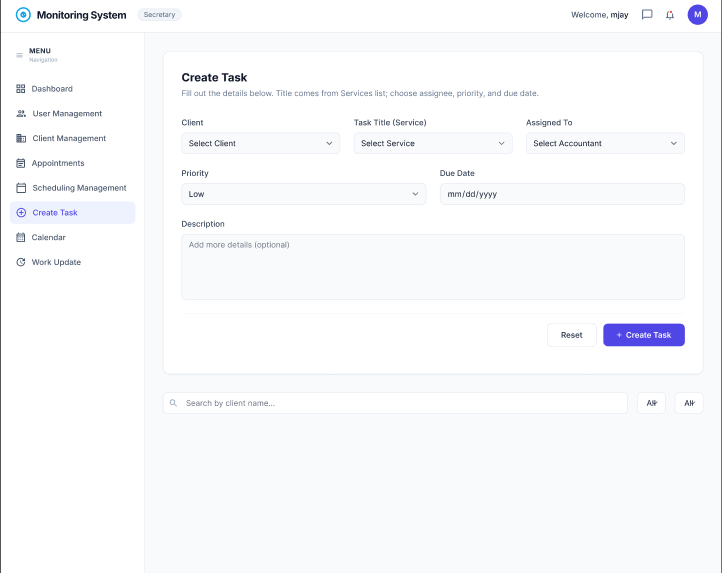 Monitoring System Secretary Welcome, mjay M
MENU
Navigation
Dashboard
User Management
Client Management
Appointments
Scheduling Management
Create Task
Calendar
Work Update
Create Task
Fill out the details below. Title comes from Services list; choose assignee, priority, and due date.
Client Task Title (Service) Assigned To
Select Client Select Service Select Accountant
Priority Due Date
Low mm/dd/yyyy
Description
Add more details (optional)
Reset + Create Task
Search by client name... All All